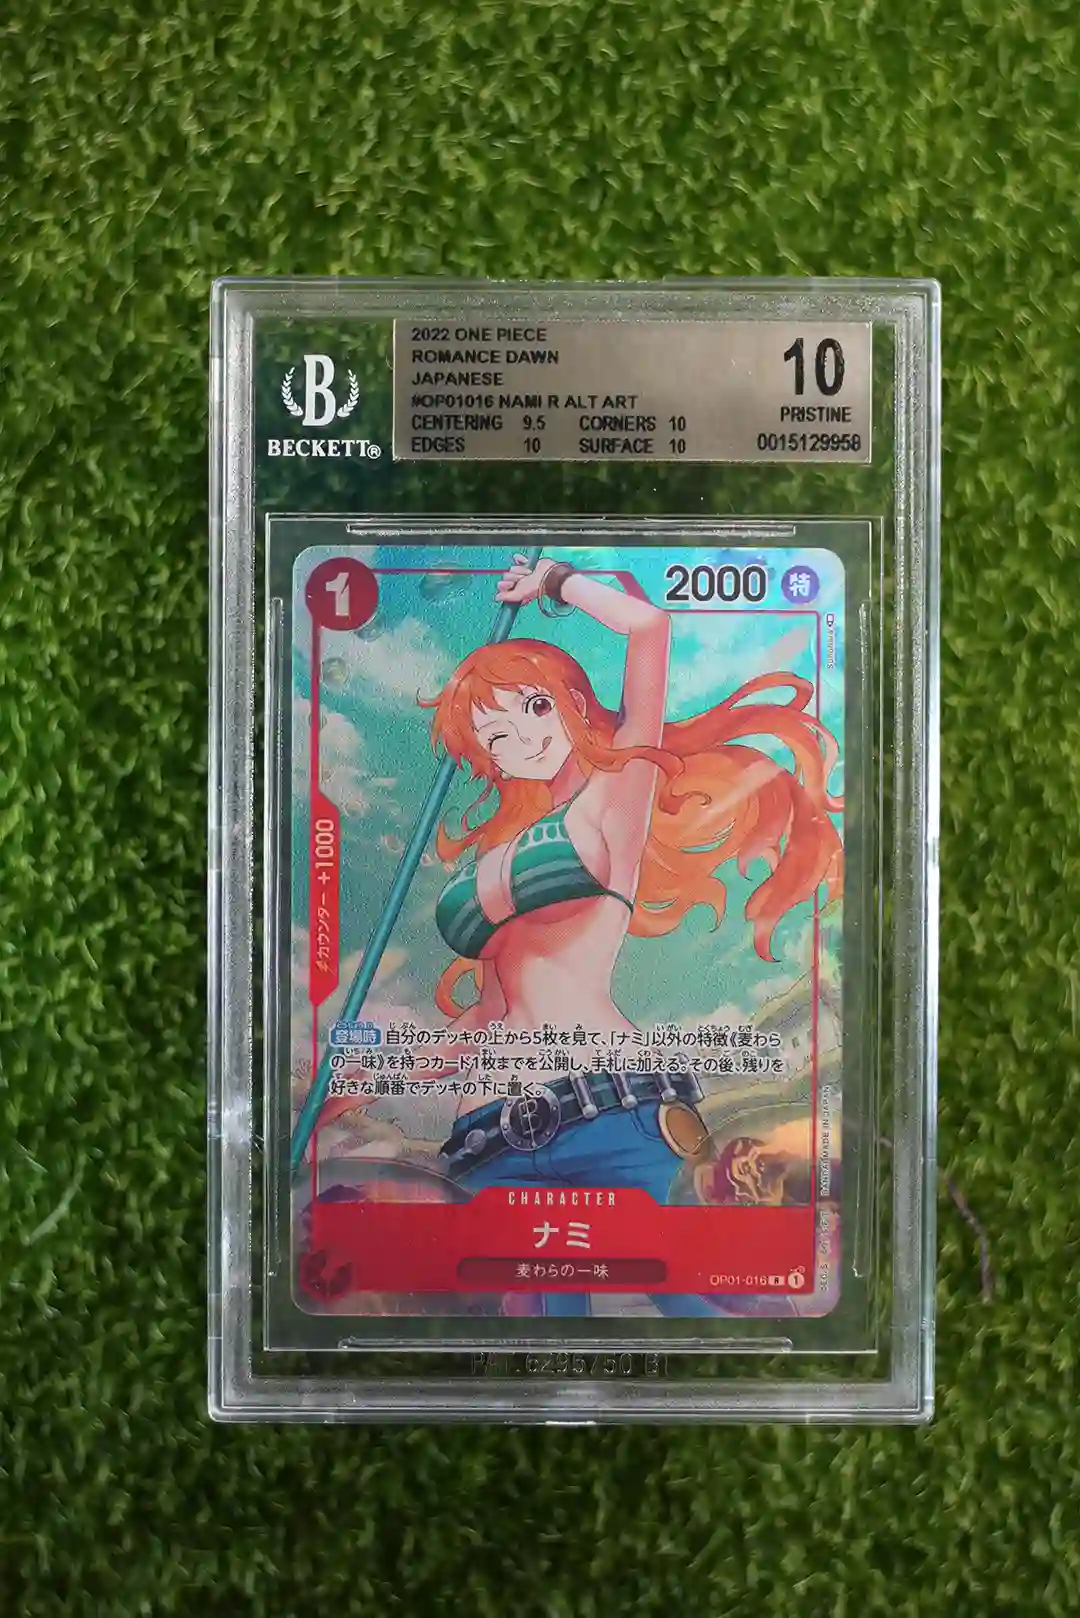 2022 ONE PIECE
ROMANCE DAWN
JAPANESE
#OP01016 NAMI R ALT ART
CENTERING 9.5 CORNERS 10
EDGES 10 SURFACE 10
10
PRISTINE
0015129958
B
BECKETT®
1
2000 特
カウンター +1000
登場時 自分のデッキの上から5枚を見て、「ナミ」以外の特徴《麦わら
の一味》を持つカード1枚までを公開し、手札に加える。その後、残りを
好きな順番でデッキの下に置く。
BANDAI MADE IN JAPAN
CHARACTER
ナミ
麦わらの一味
OP01-016 R 1